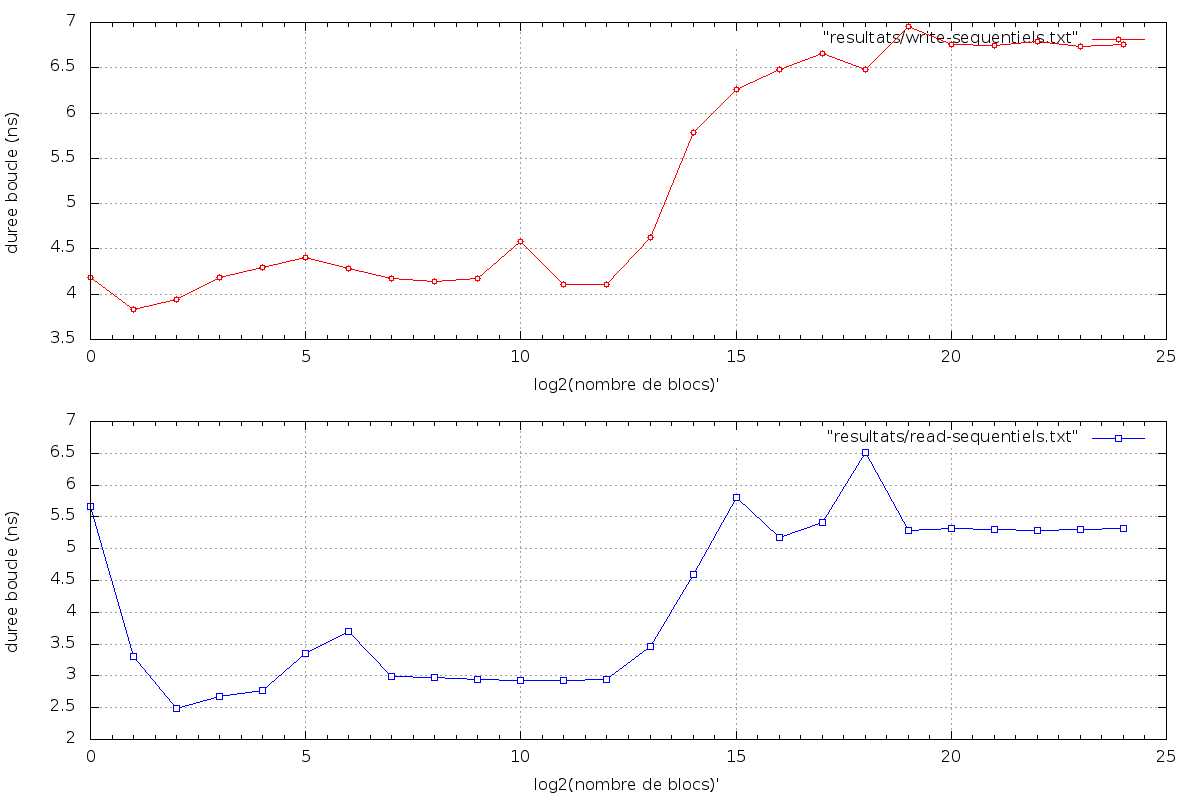 7
"resultats/write-sequentiels.txt"
6.5
6
5.5
5
4.5
4
3.5
duree boucle (ns)
0 5 10 15 20 25
log2(nombre de blocs)'
7
"resultats/read-sequentiels.txt"
6.5
6
5.5
5
4.5
4
3.5
3
2.5
2
duree boucle (ns)
0 5 10 15 20 25
log2(nombre de blocs)'